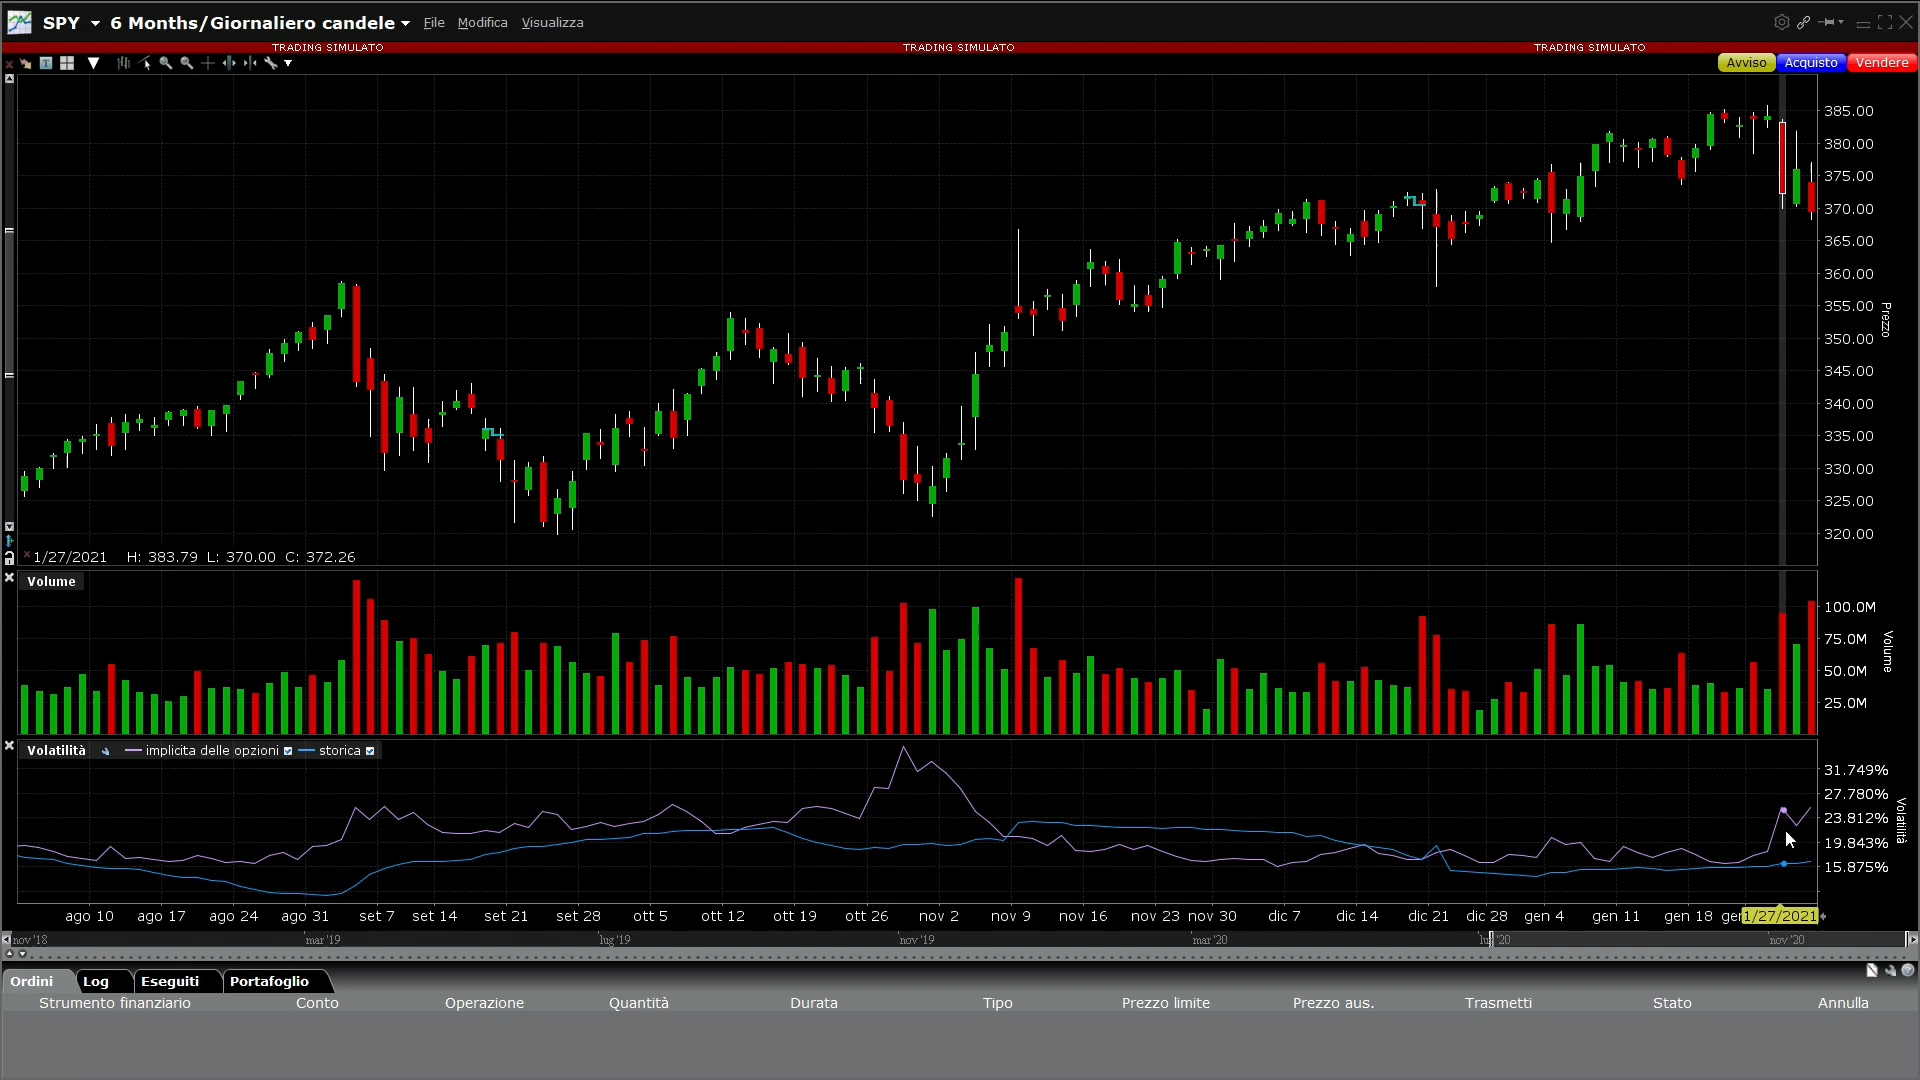 SPY 6 Months/Giornaliero candele File Modifica Visualizza
TRADING SIMULATO TRADING SIMULATO TRADING SIMULATO
Avviso Acquisto Vendere
385.00
380.00
375.00
370.00
365.00
360.00
355.00
350.00
345.00
340.00
335.00
330.00
325.00
320.00
Prezzo
1/27/2021 H: 383.79 L: 370.00 C: 372.26
Volume
100.0M
75.0M
50.0M
25.0M
Volume
Volatilità implicita delle opzioni storica
31.749%
27.780%
23.812%
19.843%
15.875%
Volatilità
ago 10 ago 17 ago 24 ago 31 set 7 set 14 set 21 set 28 ott 5 ott 12 ott 19 ott 26 nov 2 nov 9 nov 16 nov 23 nov 30 dic 7 dic 14 dic 21 dic 28 gen 4 gen 11 gen 18 1/27/2021
nov '18 mar '19 lug '19 nov '19 mar '20 nov '20
Ordini Log Eseguiti Portafoglio
Strumento finanziario Conto Operazione Quantità Durata Tipo Prezzo limite Prezzo aus. Trasmetti Stato Annulla